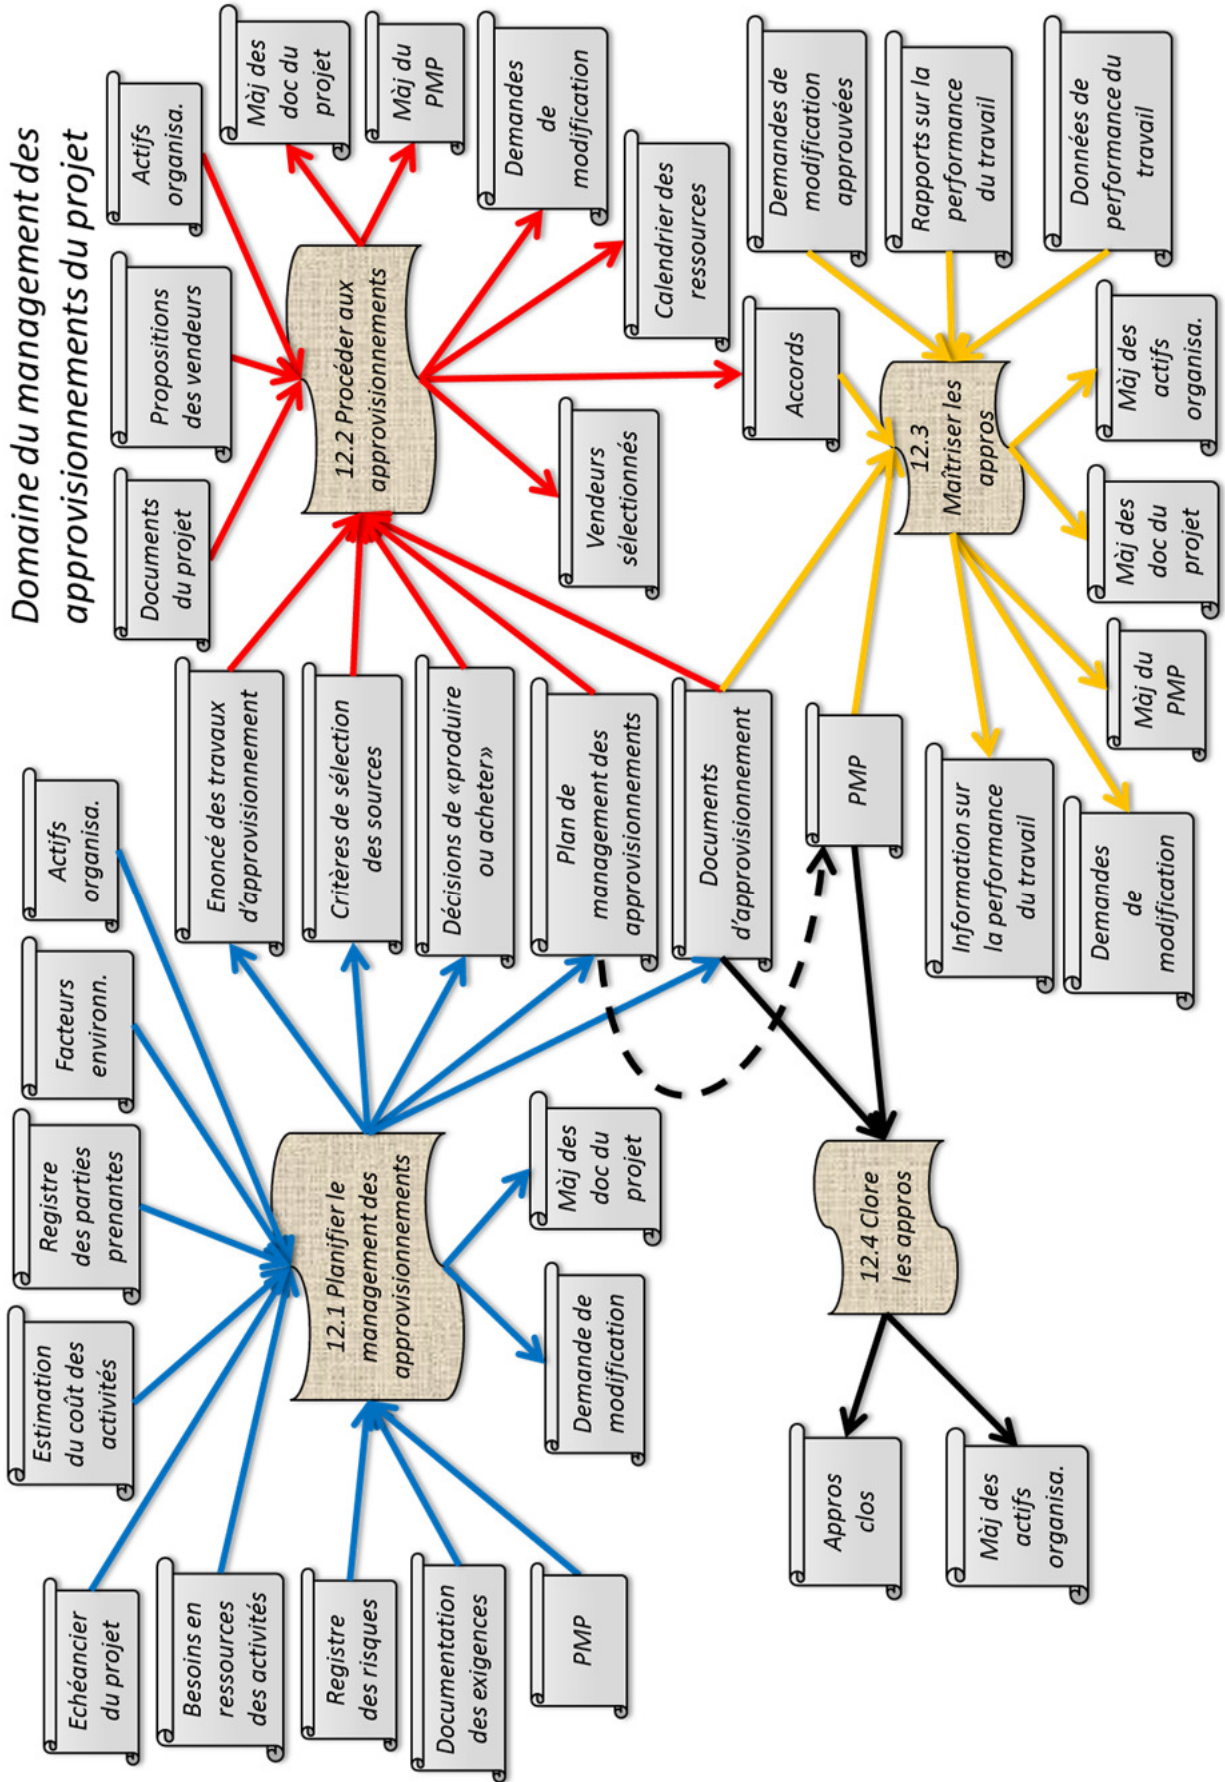 Domaine du management des
approvisionnements du projet
Echéancier
du projet
Estimation
du coût des
activités
Registre
des parties
prenantes
Facteurs
environn.
Actifs
organisa.
Besoins en
ressources
des activités
Registre
des risques
Documentation
des exigences
PMP
12.1 Planifier le
management des
approvisionnements
Demande de
modification
Màj des
doc du
projet
Enoncé des travaux
d'approvisionnement
Critères de sélection
des sources
Décisions de «produire
ou acheter»
Plan de
management des
approvisionnements
Documents
d'approvisionnement
Documents
du projet
Propositions
des vendeurs
Actifs
organisa.
12.2 Procéder aux
approvisionnements
Màj des
doc du
projet
Màj du
PMP
Demandes
de
modification
Calendrier des
ressources
Accords
Vendeurs
sélectionnés
PMP
12.3
Maîtriser les
appros
Demandes de
modification
approuvées
Rapports sur la
performance
du travail
Données de
performance du
travail
Information sur
la performance
du travail
Demandes
de
modification
Màj du
PMP
Màj des
doc du
projet
Màj des
actifs
organisa.
12.4 Clore
les appros
Appros
clos
Màj des
actifs
organisa.